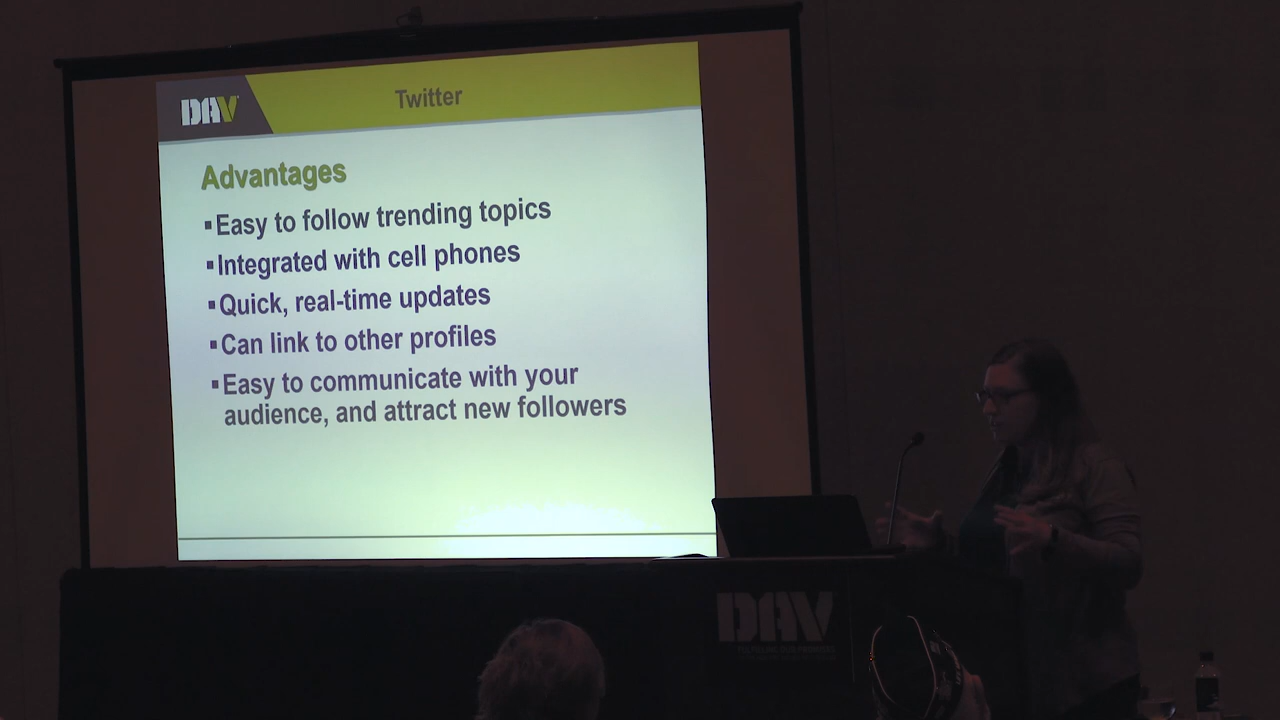 DAV
Twitter
Advantages
▪Easy to follow trending topics
▪Integrated with cell phones
▪Quick, real-time updates
▪Can link to other profiles
▪Easy to communicate with your
audience, and attract new followers
DAV